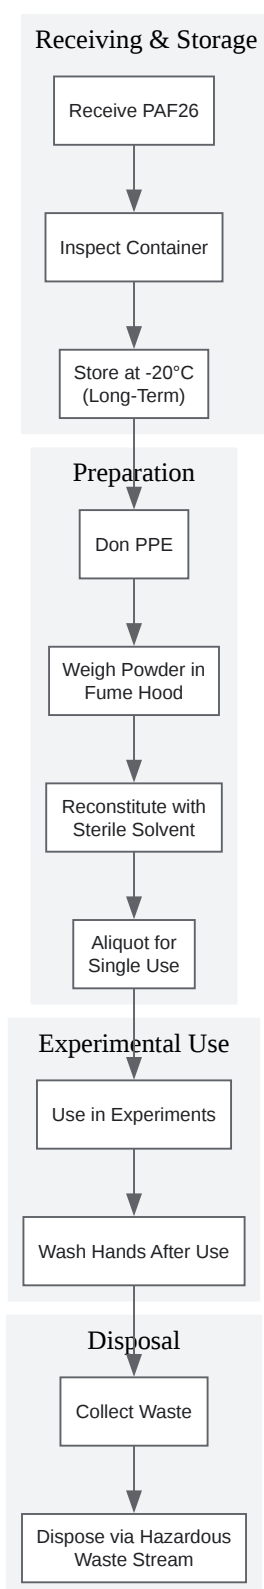 Receiving & Storage
Receive PAF26
Inspect Container
Store at -20°C
(Long-Term)
Preparation
Don PPE
Weigh Powder in
Fume Hood
Reconstitute with
Sterile Solvent
Aliquot for
Single Use
Experimental Use
Use in Experiments
Wash Hands After Use
Disposal
Collect Waste
Dispose via Hazardous
Waste Stream